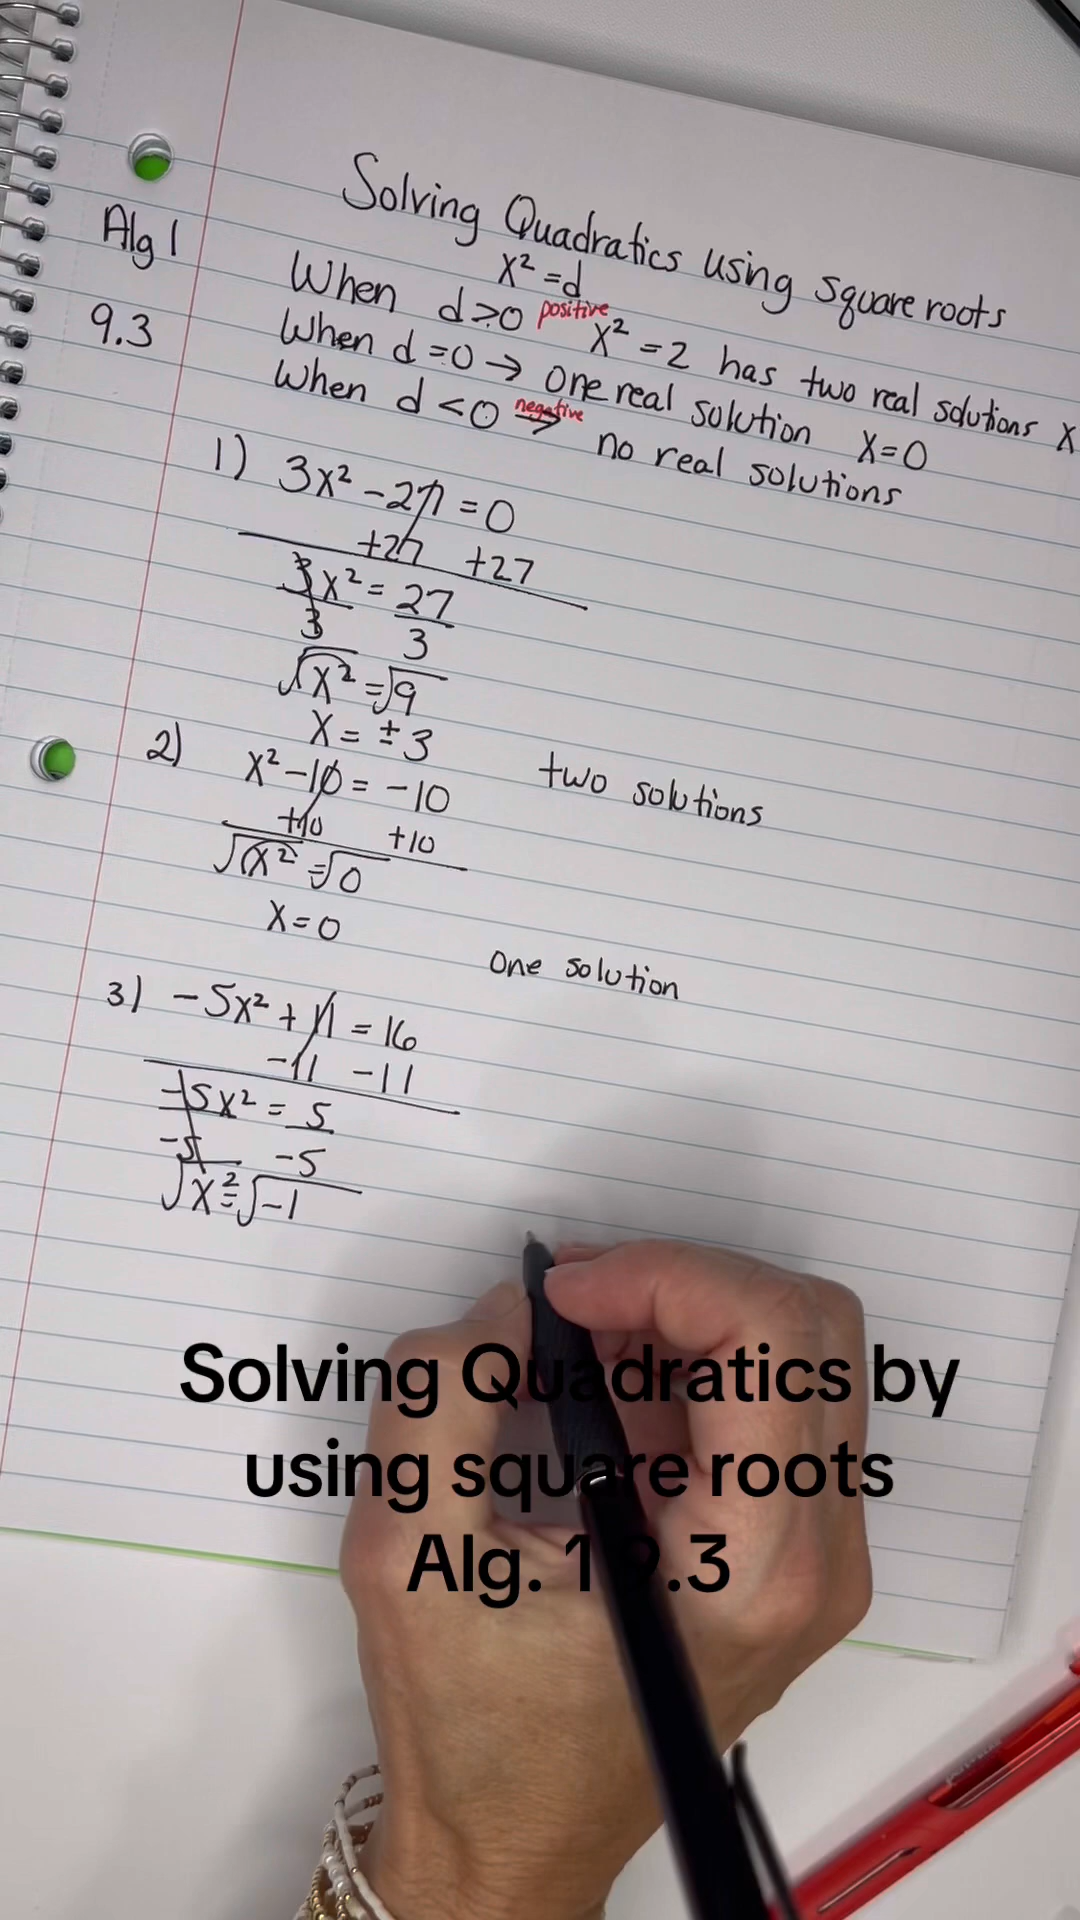 Solving Quadratics using square roots
Alg 1
x² = d
When d > 0 positive x² = 2 has two real solutions x
9.3
When d = 0 → one real solution x = 0
When d < 0 negative → no real solutions
1) 3x² - 27 = 0
+27 +27
3x² = 27
3 3
√x² = √9
x = ± 3
two solutions
2) x² - 10 = -10
+10 +10
√x² = √0
x = 0
one solution
3) -5x² + 11 = 16
-11 -11
-5x² = 5
-5 -5
√x² = √-1
Solving Quadratics by
using square roots
Alg. 1 9.3